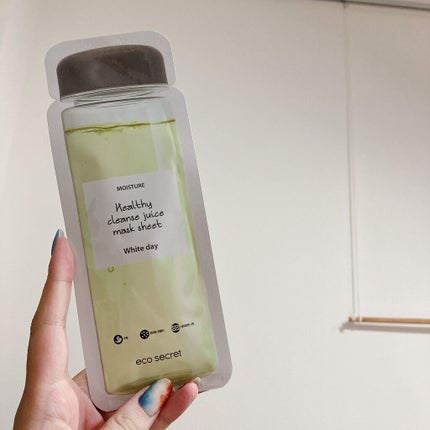 MOISTURE
Healthy
cleanse juice
mask sheet
White day
eco secret